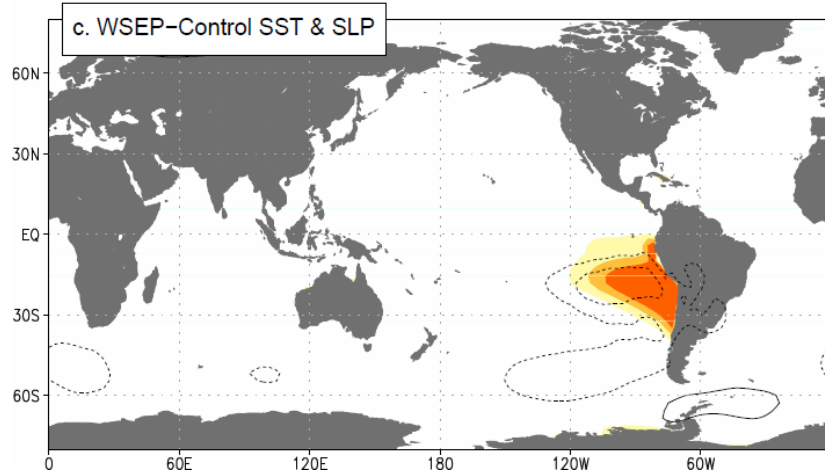 c. WSEP−Control SST & SLP
60N
30N
EQ
30S
60S
0 60E 120E 180 120W 60W